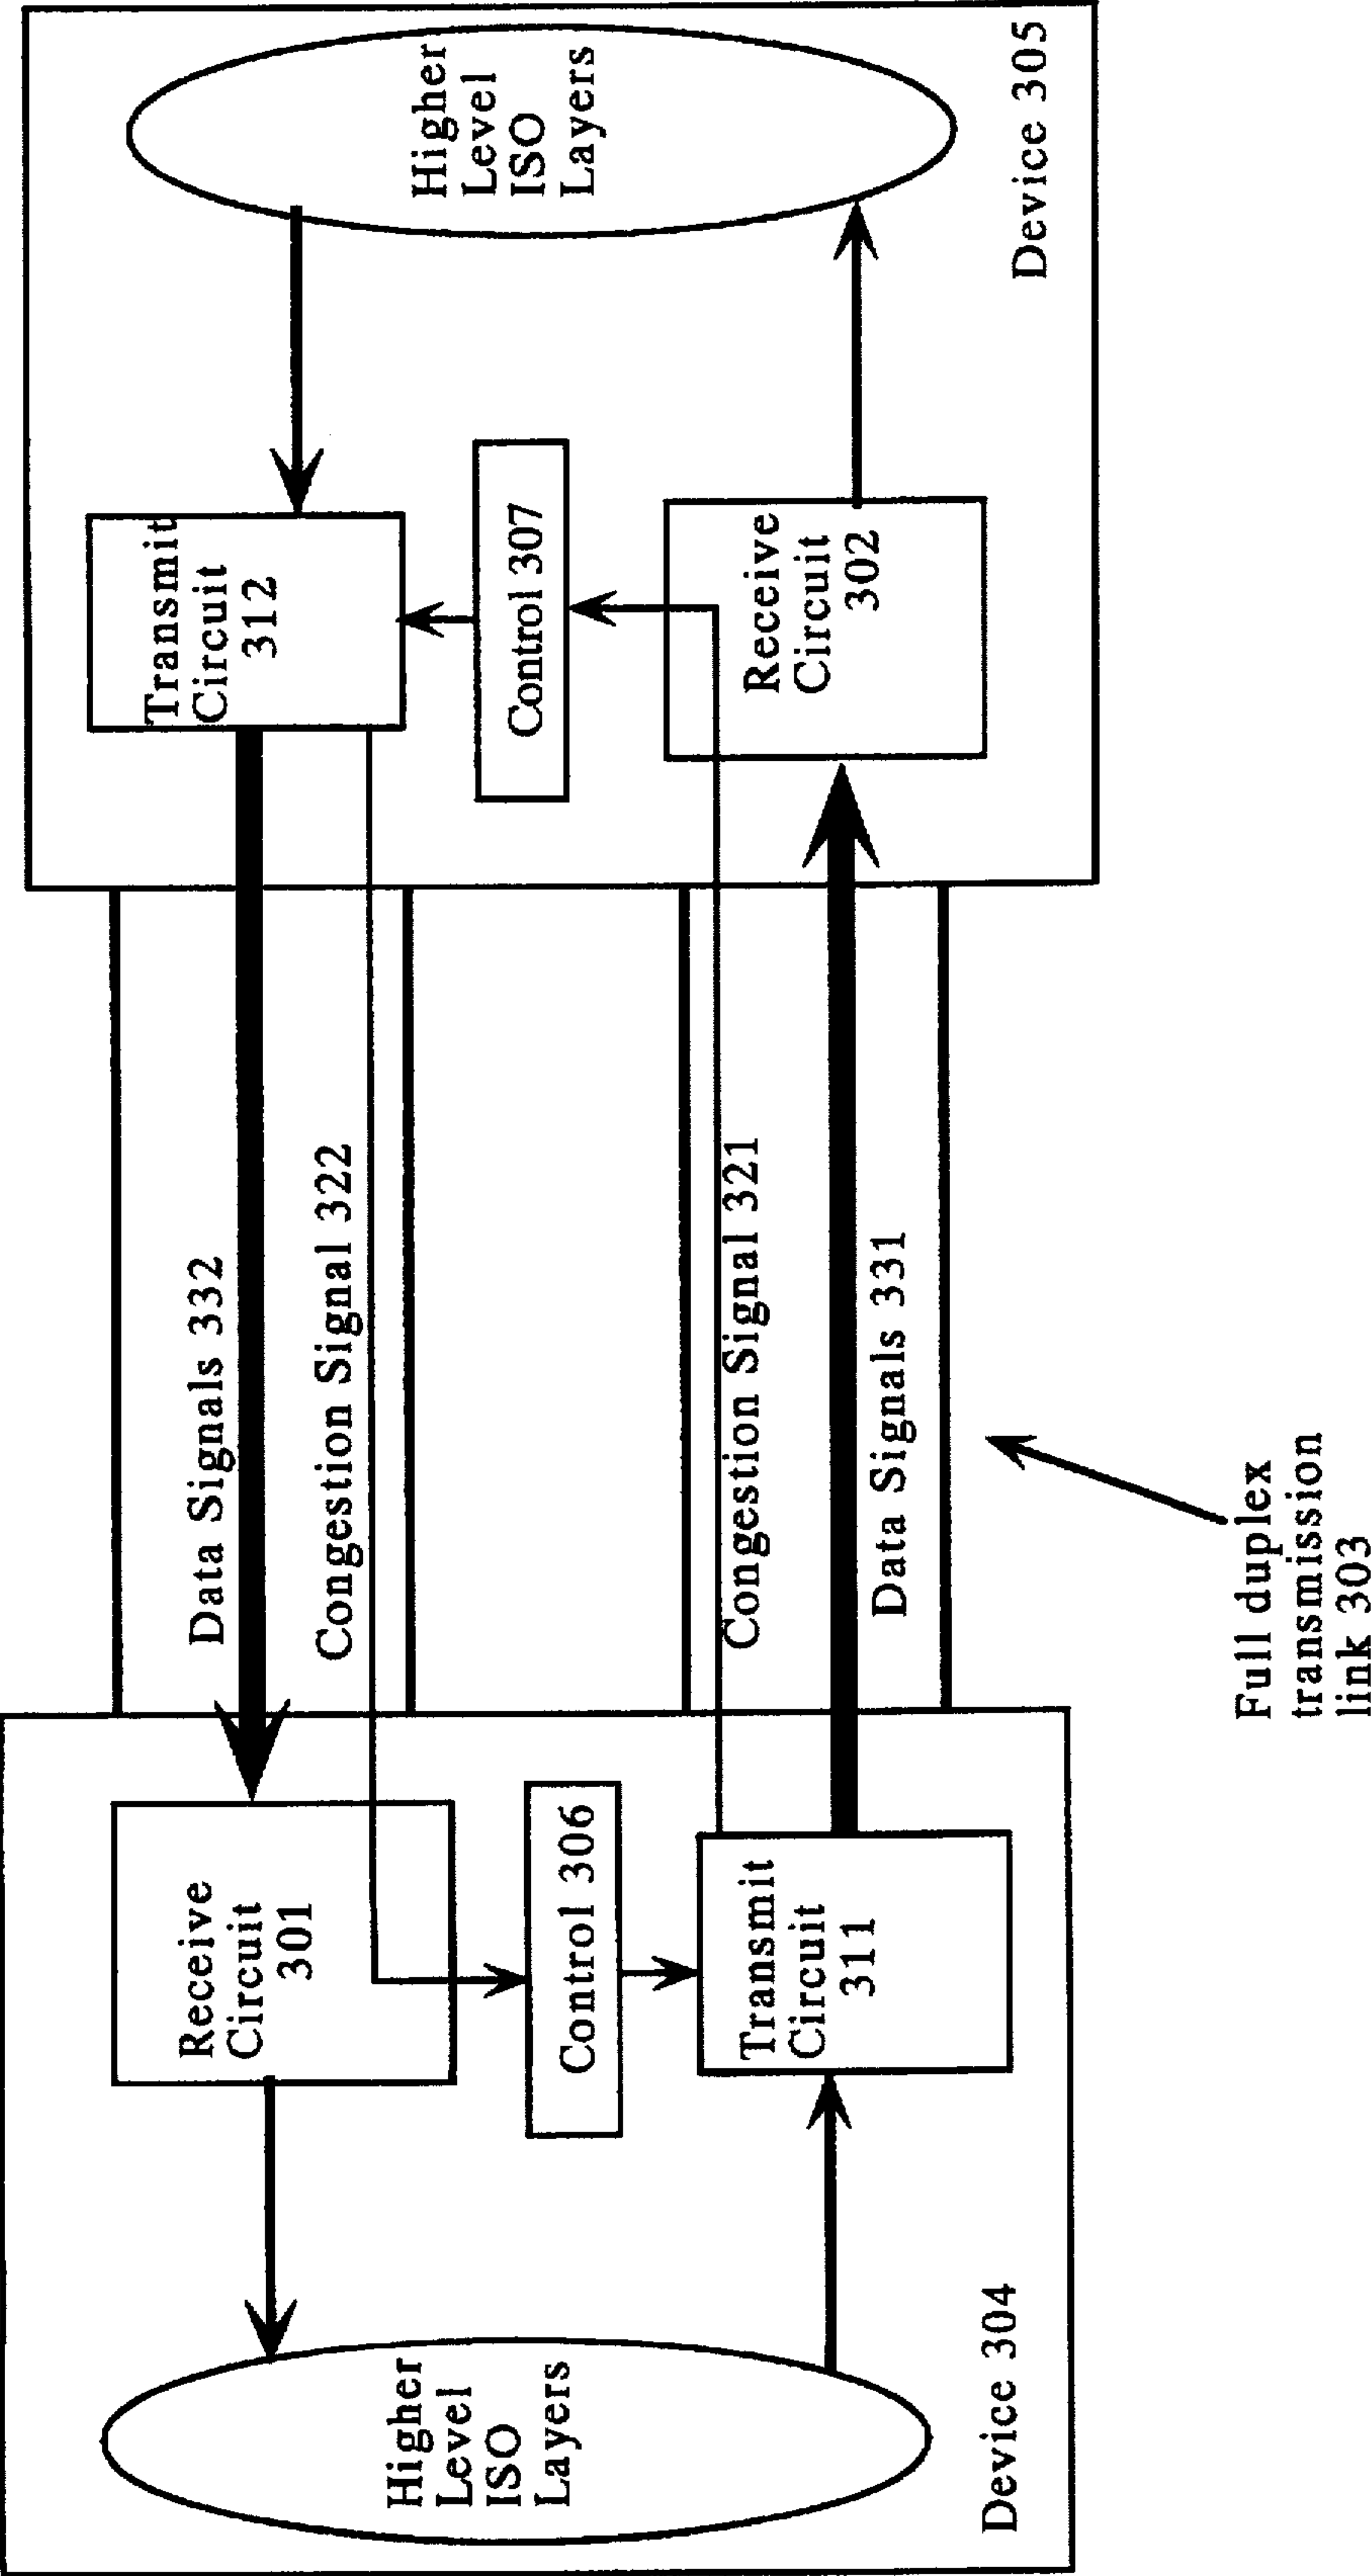 Higher
Level
ISO
Layers
Device 304
Receive
Circuit
301
Control 306
Transmit
Circuit
311
Data Signals 332
Congestion Signal 322
Congestion Signal 321
Data Signals 331
Full duplex
transmission
link 303
Transmit
Circuit
312
Control 307
Receive
Circuit
302
Higher
Level
ISO
Layers
Device 305